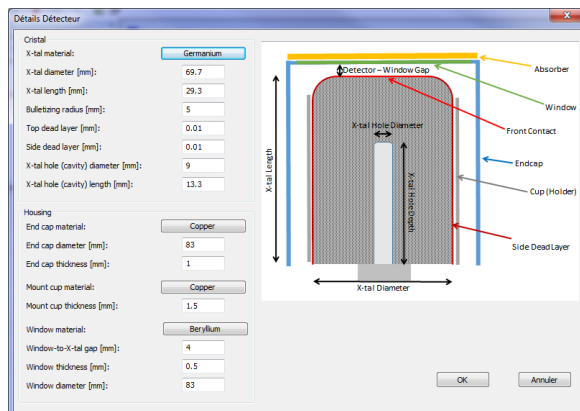 Détails Détecteur
X
Cristal
X-tal material: Germanium
X-tal diameter [mm]: 69.7
X-tal length [mm]: 29.3
Bulletizing radius [mm]: 5
Top dead layer [mm]: 0.01
Side dead layer [mm]: 0.01
X-tal hole (cavity) diameter [mm]: 9
X-tal hole (cavity) length [mm]: 13.3
Housing
End cap material: Copper
End cap diameter [mm]: 83
End cap thickness [mm]: 1
Mount cup material: Copper
Mount cup thickness [mm]: 1.5
Window material: Beryllium
Window-to-X-tal gap [mm]: 4
Window thickness [mm]: 0.5
Window diameter [mm]: 83
Detector – Window Gap
Absorber
Window
Front Contact
X-tal Hole Diameter
X-tal Length
X-tal Hole Depth
Endcap
Cup (Holder)
Side Dead Layer
X-tal Diameter
OK
Annuler